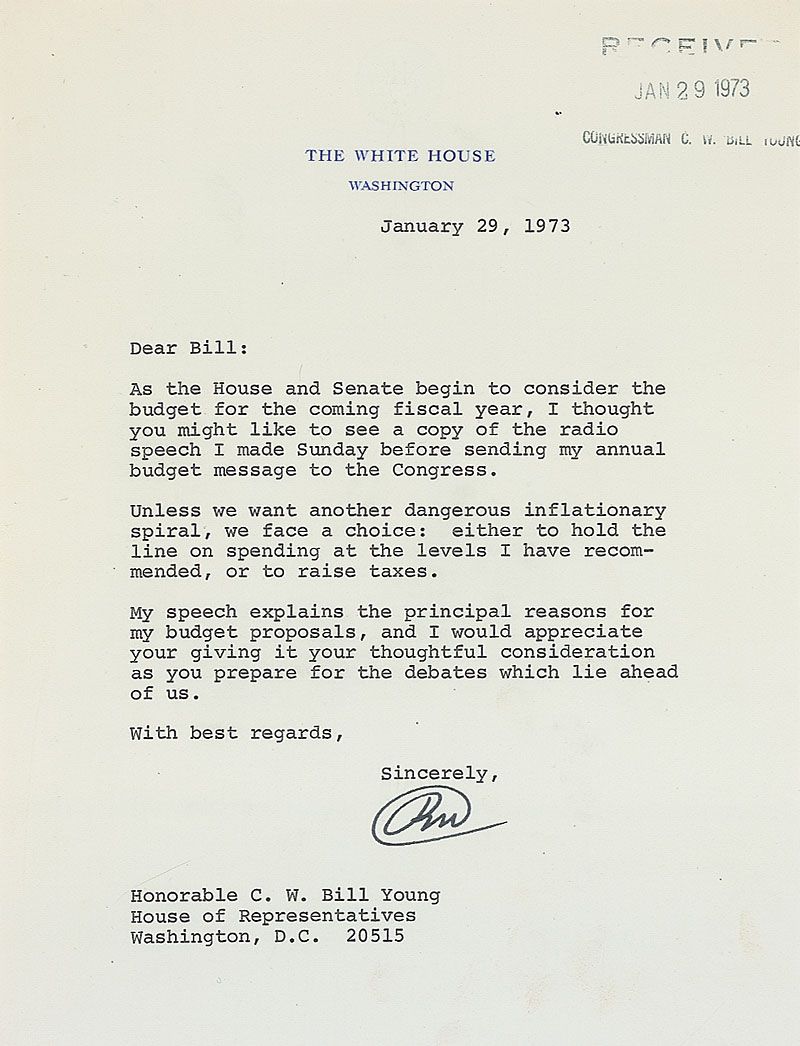 RECEIVE
JAN 29 1973
CONGRESSMAN C. W. BILL YOUNG
THE WHITE HOUSE
WASHINGTON
January 29, 1973
Dear Bill:
As the House and Senate begin to consider the
budget for the coming fiscal year, I thought
you might like to see a copy of the radio
speech I made Sunday before sending my annual
budget message to the Congress.
Unless we want another dangerous inflationary
spiral, we face a choice:  either to hold the
line on spending at the levels I have recom-
mended, or to raise taxes.
My speech explains the principal reasons for
my budget proposals, and I would appreciate
your giving it your thoughtful consideration
as you prepare for the debates which lie ahead
of us.
With best regards,
Sincerely,
RN
Honorable C. W. Bill Young
House of Representatives
Washington, D.C.  20515